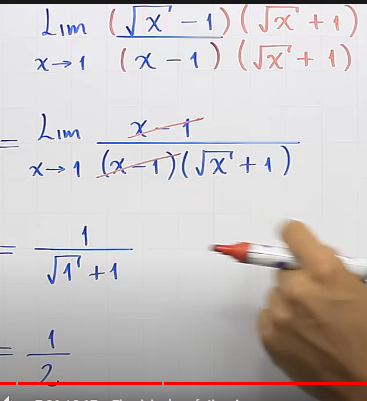 Lim (√x - 1)(√x + 1)
x→1 (x - 1)(√x + 1)
= Lim x - 1
x→1 (x - 1)(√x + 1)
= 1
√1 + 1
= 1
2